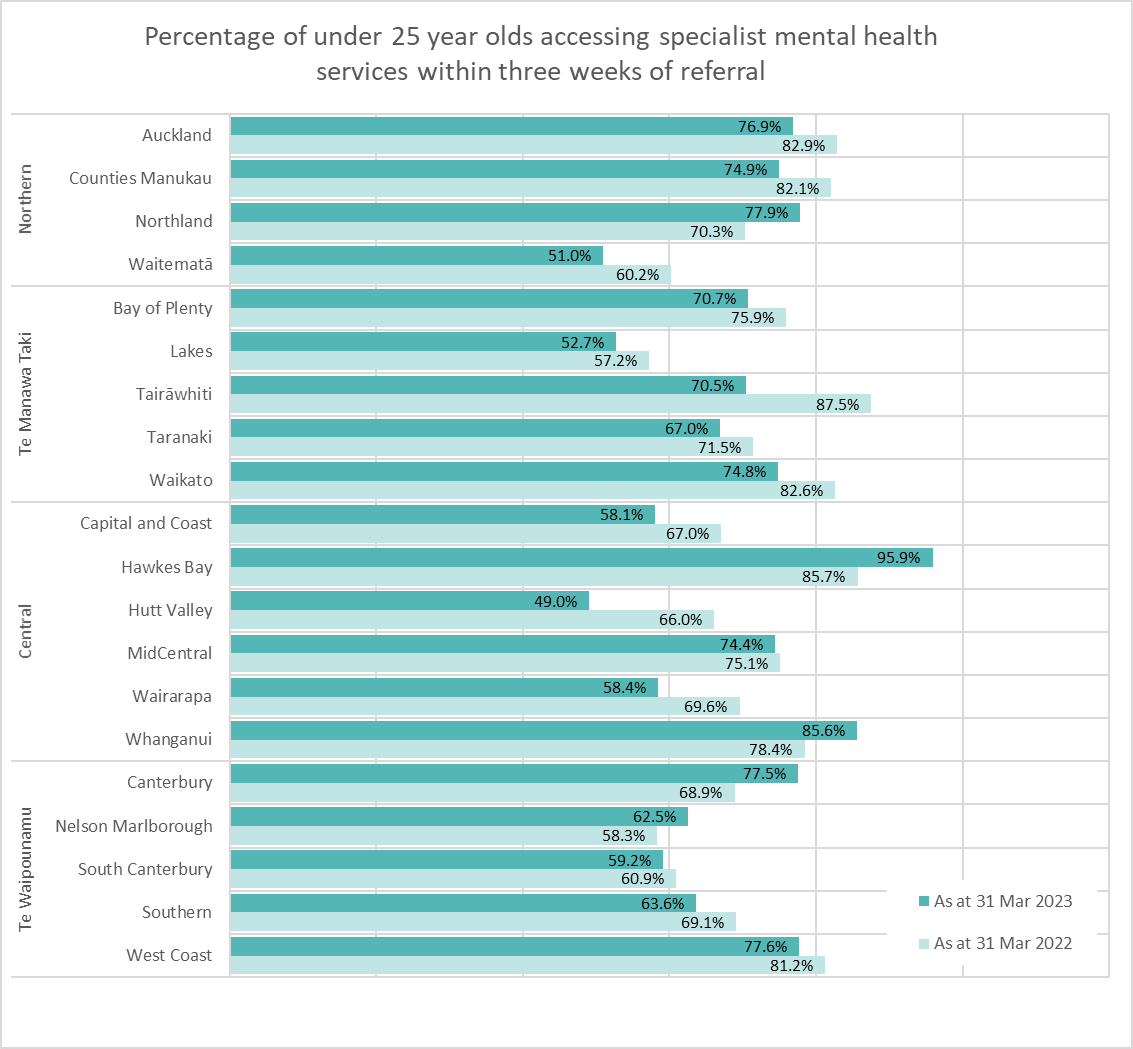 Percentage of under 25 year olds accessing specialist mental health
services within three weeks of referral
Northern
Auckland
76.9%
82.9%
Counties Manukau
74.9%
82.1%
Northland
77.9%
70.3%
Waitematā
51.0%
60.2%
Te Manawa Taki
Bay of Plenty
70.7%
75.9%
Lakes
52.7%
57.2%
Tairāwhiti
70.5%
87.5%
Taranaki
67.0%
71.5%
Waikato
74.8%
82.6%
Central
Capital and Coast
58.1%
67.0%
Hawkes Bay
95.9%
85.7%
Hutt Valley
49.0%
66.0%
MidCentral
74.4%
75.1%
Wairarapa
58.4%
69.6%
Whanganui
85.6%
78.4%
Te Waipounamu
Canterbury
77.5%
68.9%
Nelson Marlborough
62.5%
58.3%
South Canterbury
59.2%
60.9%
Southern
63.6%
69.1%
West Coast
77.6%
81.2%
As at 31 Mar 2023
As at 31 Mar 2022